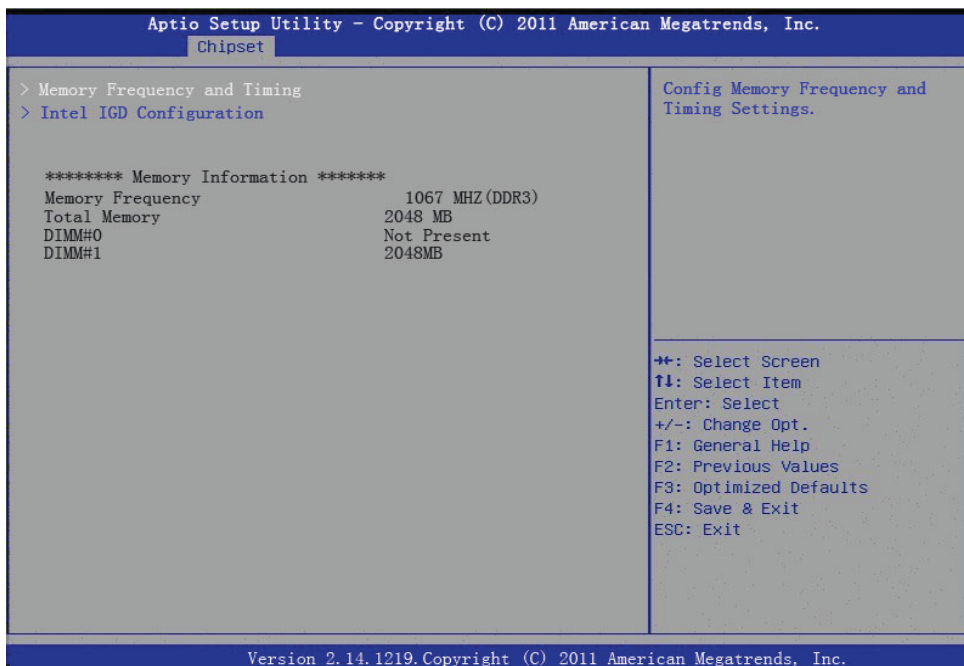 Aptio Setup Utility - Copyright (C) 2011 American Megatrends, Inc.
Chipset
> Memory Frequency and Timing
> Intel IGD Configuration
******** Memory Information *******
Memory Frequency 1067 MHZ(DDR3)
Total Memory 2048 MB
DIMM#0 Not Present
DIMM#1 2048MB
Config Memory Frequency and
Timing Settings.
→←: Select Screen
↑↓: Select Item
Enter: Select
+/-: Change Opt.
F1: General Help
F2: Previous Values
F3: Optimized Defaults
F4: Save & Exit
ESC: Exit
Version 2.14.1219.Copyright (C) 2011 American Megatrends, Inc.